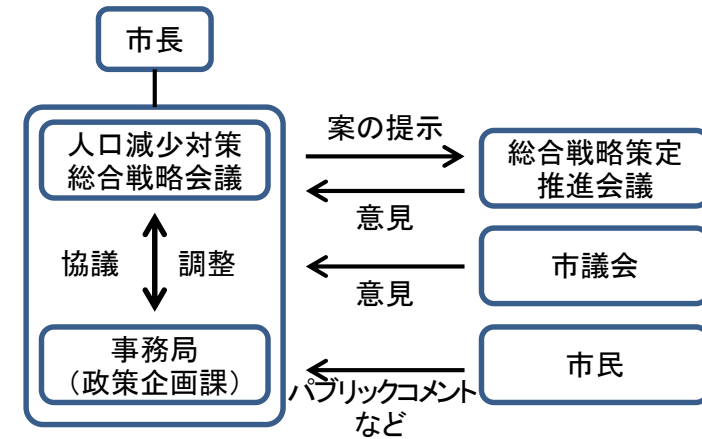 市長
人口減少対策
総合戦略会議
案の提示
総合戦略策定
推進会議
意見
協議
調整
市議会
意見
事務局
（政策企画課）
市民
パブリックコメント
など